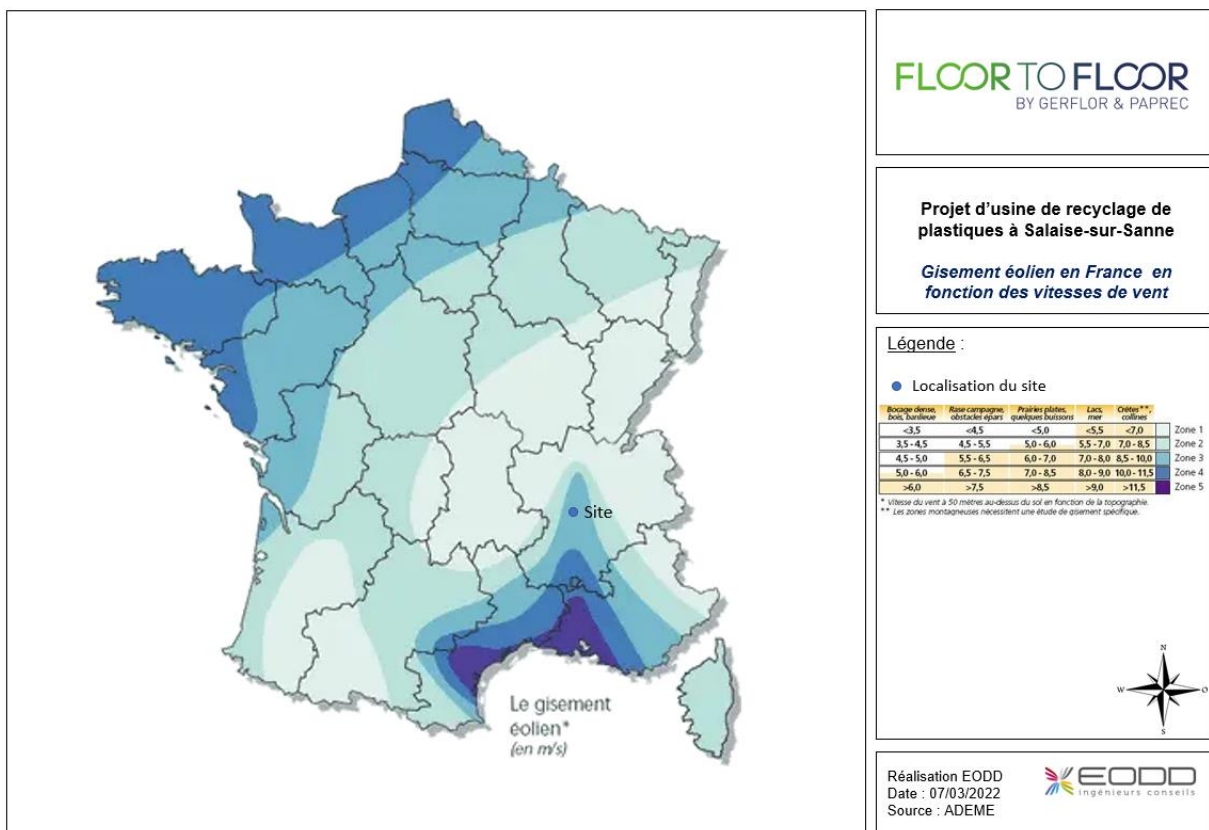 Site
Le gisement
éolien*
(en m/s)
FLOOR TO FLOOR
BY GERFLOR & PAPREC
Projet d'usine de recyclage de
plastiques à Salaise-sur-Sanne
Gisement éolien en France en
fonction des vitesses de vent
Légende :
Localisation du site
Bocage dense, bois, banlieue Rase campagne, obstacles épars Prairies plates, quelques buissons Lacs, mer Crêtes**, collines
<3,5 <4,5 <5,0 <5,5 <7,0 Zone 1
3,5 - 4,5 4,5 - 5,5 5,0 - 6,0 5,5 - 7,0 7,0 - 8,5 Zone 2
4,5 - 5,0 5,5 - 6,5 6,0 - 7,0 7,0 - 8,0 8,5 - 10,0 Zone 3
5,0 - 6,0 6,5 - 7,5 7,0 - 8,5 8,0 - 9,0 10,0 - 11,5 Zone 4
>6,0 >7,5 >8,5 >9,0 >11,5 Zone 5
* Vitesse du vent à 50 mètres au-dessus du sol en fonction de la topographie.
** Les zones montagneuses nécessitent une étude de gisement spécifique.
N
W O
S
Réalisation EODD
Date : 07/03/2022
Source : ADEME
EODD
ingénieurs conseils